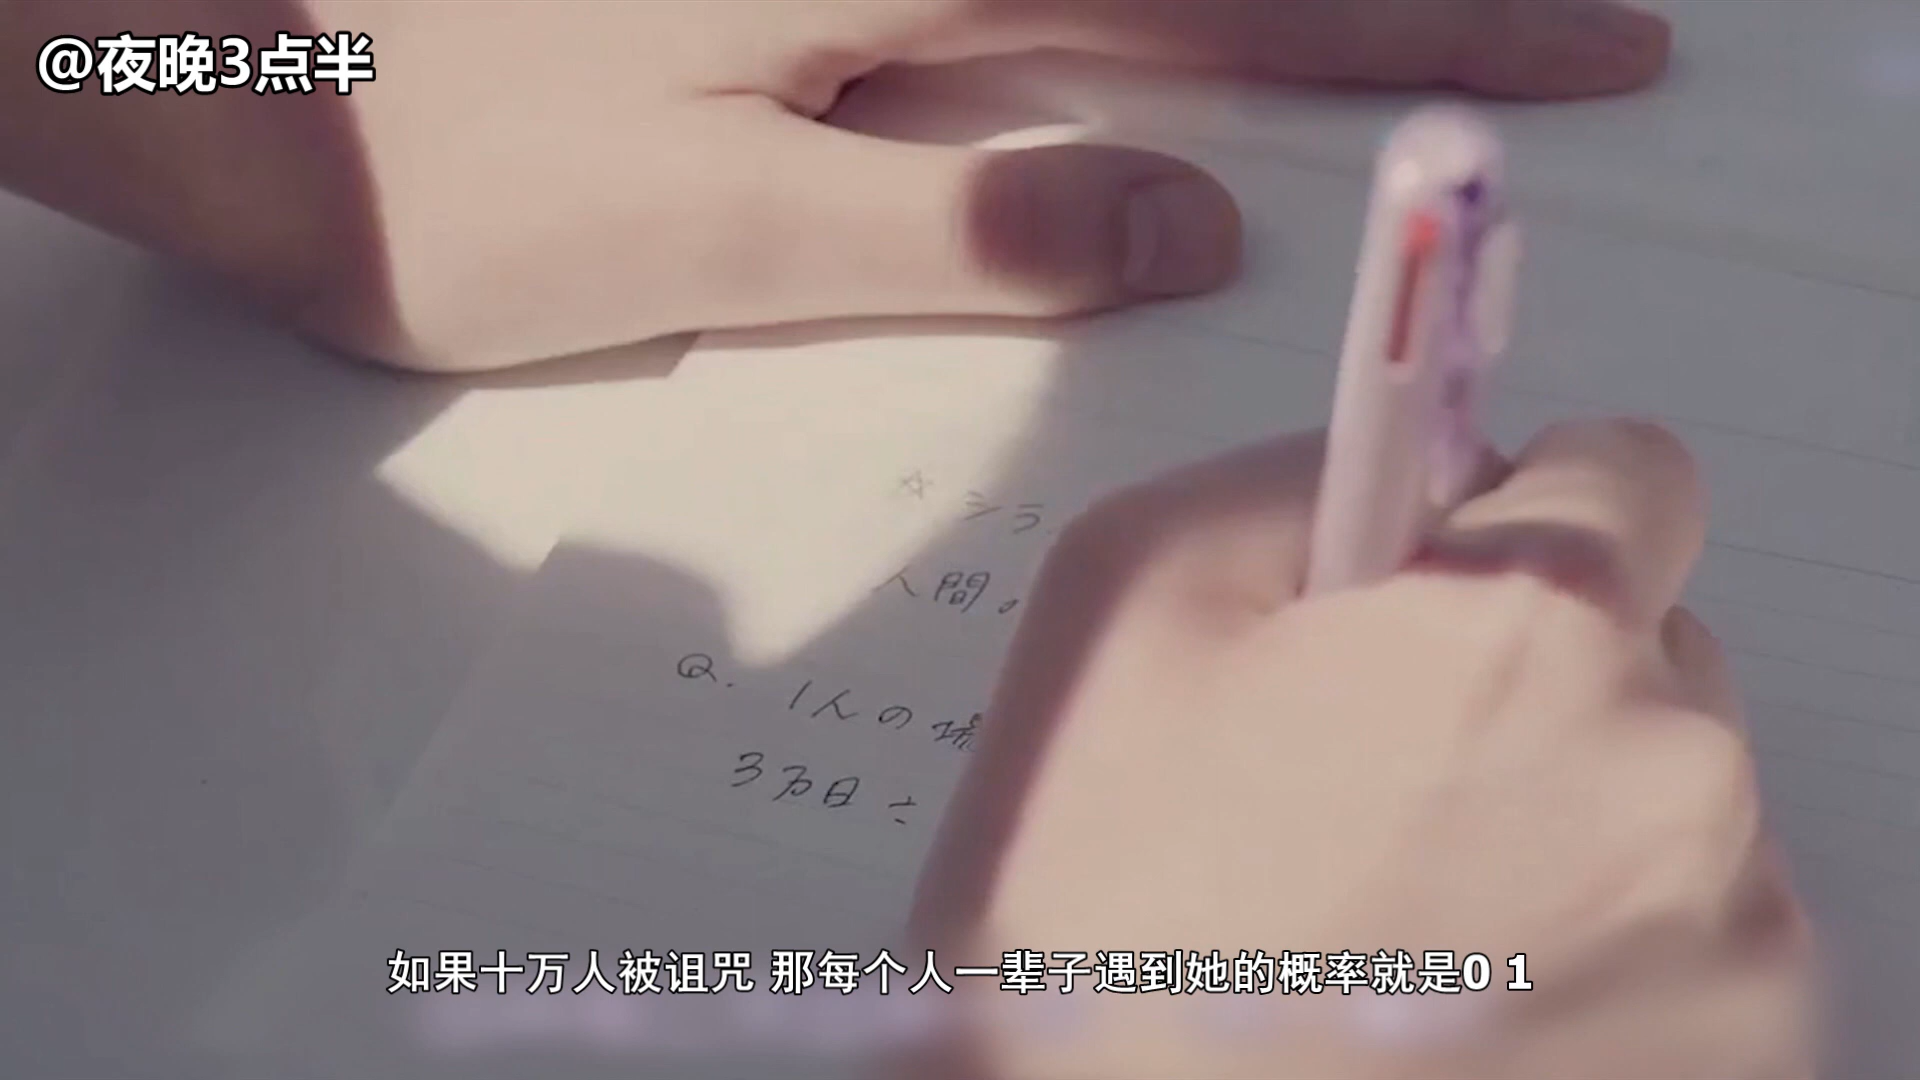 @夜晚3点半
☆ シラ
人間。
Q. 1人の
3万日÷
如果十万人被诅咒 那每个人一辈子遇到她的概率就是0 1